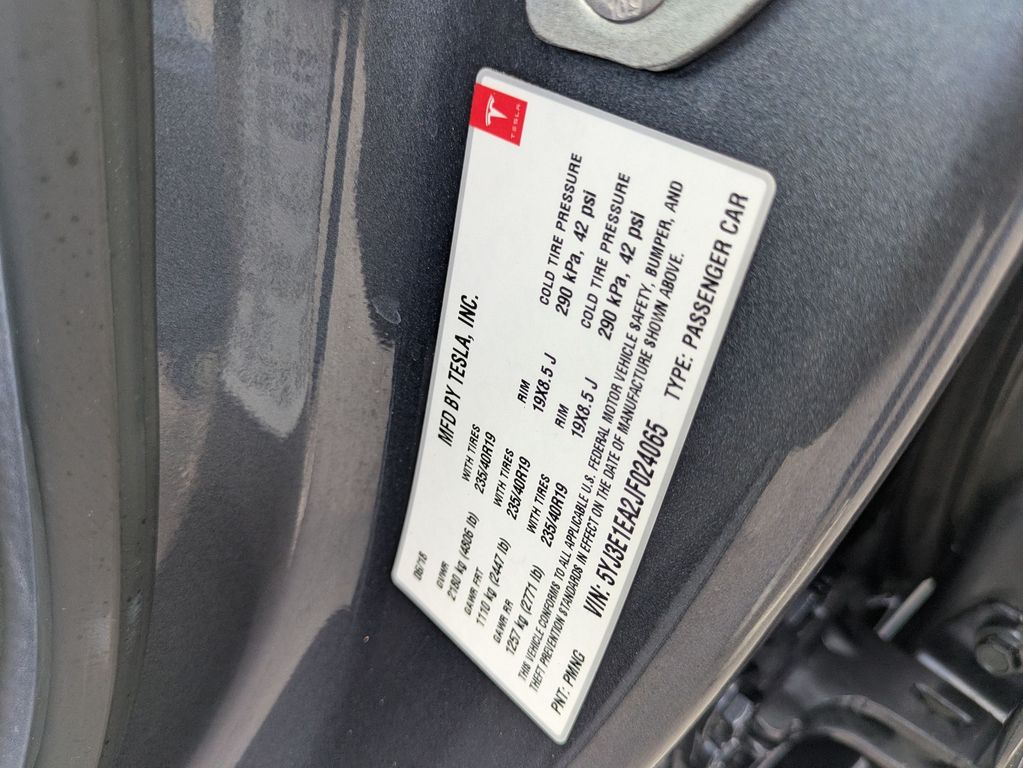 TESLA
MFD BY TESLA, INC.
06/18
GVWR WITH TIRES RIM COLD TIRE PRESSURE
2180 kg (4806 lb) 235/40R19 19X8.5 J 290 kPa, 42 psi
GAWR FRT WITH TIRES RIM COLD TIRE PRESSURE
1110 kg (2447 lb) 235/40R19 19X8.5 J 290 kPa, 42 psi
GAWR RR WITH TIRES
1257 kg (2771 lb) 235/40R19
THIS VEHICLE CONFORMS TO ALL APPLICABLE U.S. FEDERAL MOTOR VEHICLE SAFETY, BUMPER, AND
THEFT PREVENTION STANDARDS IN EFFECT ON THE DATE OF MANUFACTURE SHOWN ABOVE.
PNT: PMNG VIN: 5YJ3E1EA2JF024065 TYPE: PASSENGER CAR